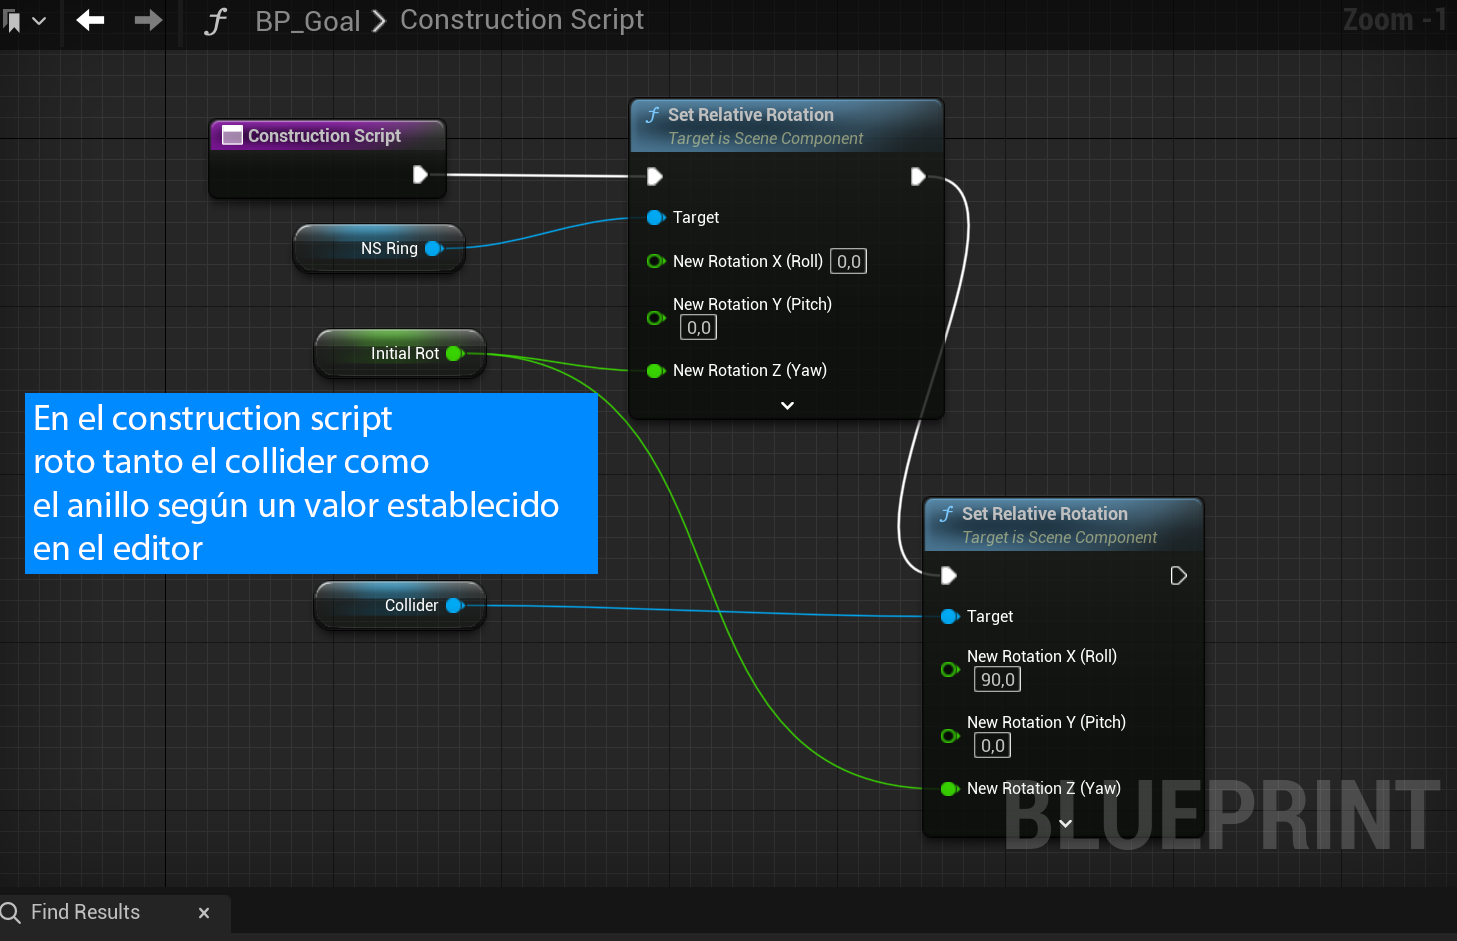 BP_Goal > Construction Script
Zoom -1
Construction Script
Set Relative Rotation
Target is Scene Component
NS Ring
Target
New Rotation X (Roll) 0,0
New Rotation Y (Pitch)
0,0
Initial Rot
New Rotation Z (Yaw)
En el construction script
roto tanto el collider como
el anillo según un valor establecido
en el editor
Set Relative Rotation
Target is Scene Component
Collider
Target
New Rotation X (Roll)
90,0
New Rotation Y (Pitch)
0,0
New Rotation Z (Yaw)
BLUEPRINT
Find Results